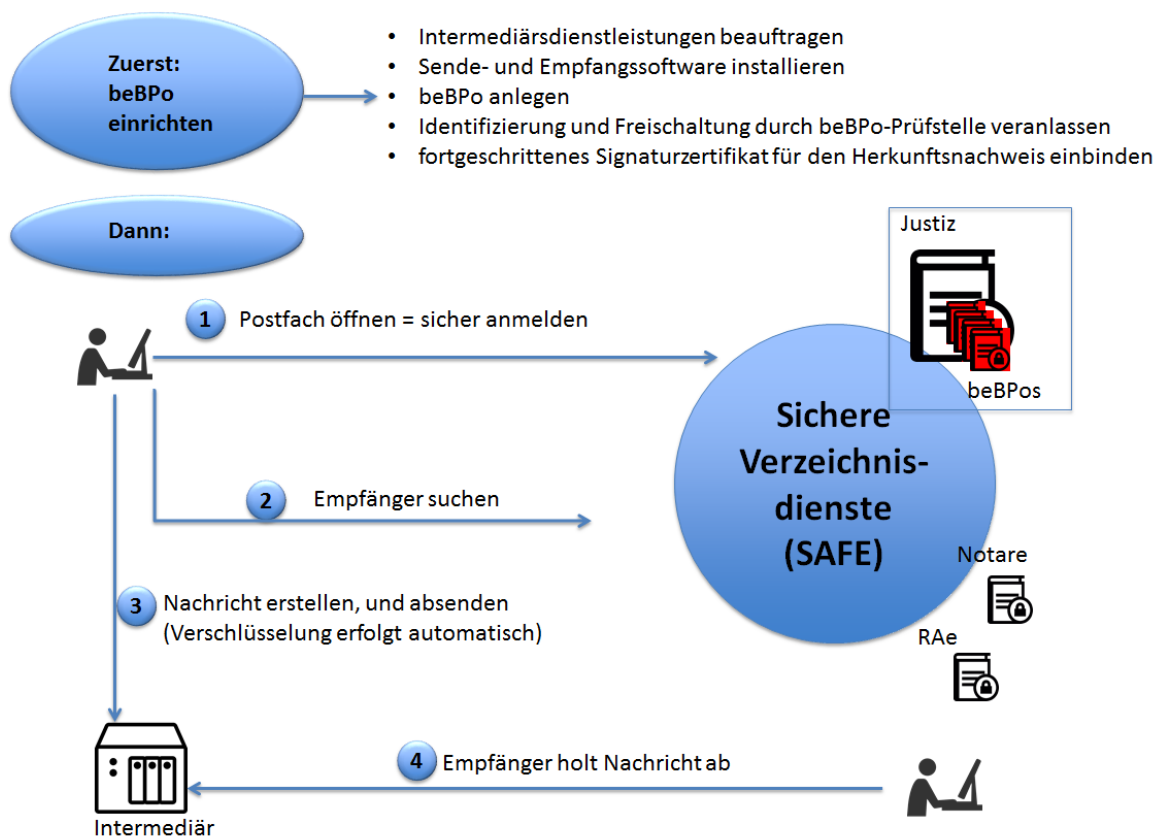 Zuerst:
beBPo
einrichten
• Intermediärsdienstleistungen beauftragen
• Sende- und Empfangssoftware installieren
• beBPo anlegen
• Identifizierung und Freischaltung durch beBPo-Prüfstelle veranlassen
• fortgeschrittenes Signaturzertifikat für den Herkunftsnachweis einbinden
Dann:
Justiz
beBPos
1 Postfach öffnen = sicher anmelden
Sichere
Verzeichnis-
dienste
(SAFE)
2 Empfänger suchen
Notare
RAe
3 Nachricht erstellen, und absenden
(Verschlüsselung erfolgt automatisch)
4 Empfänger holt Nachricht ab
Intermediär